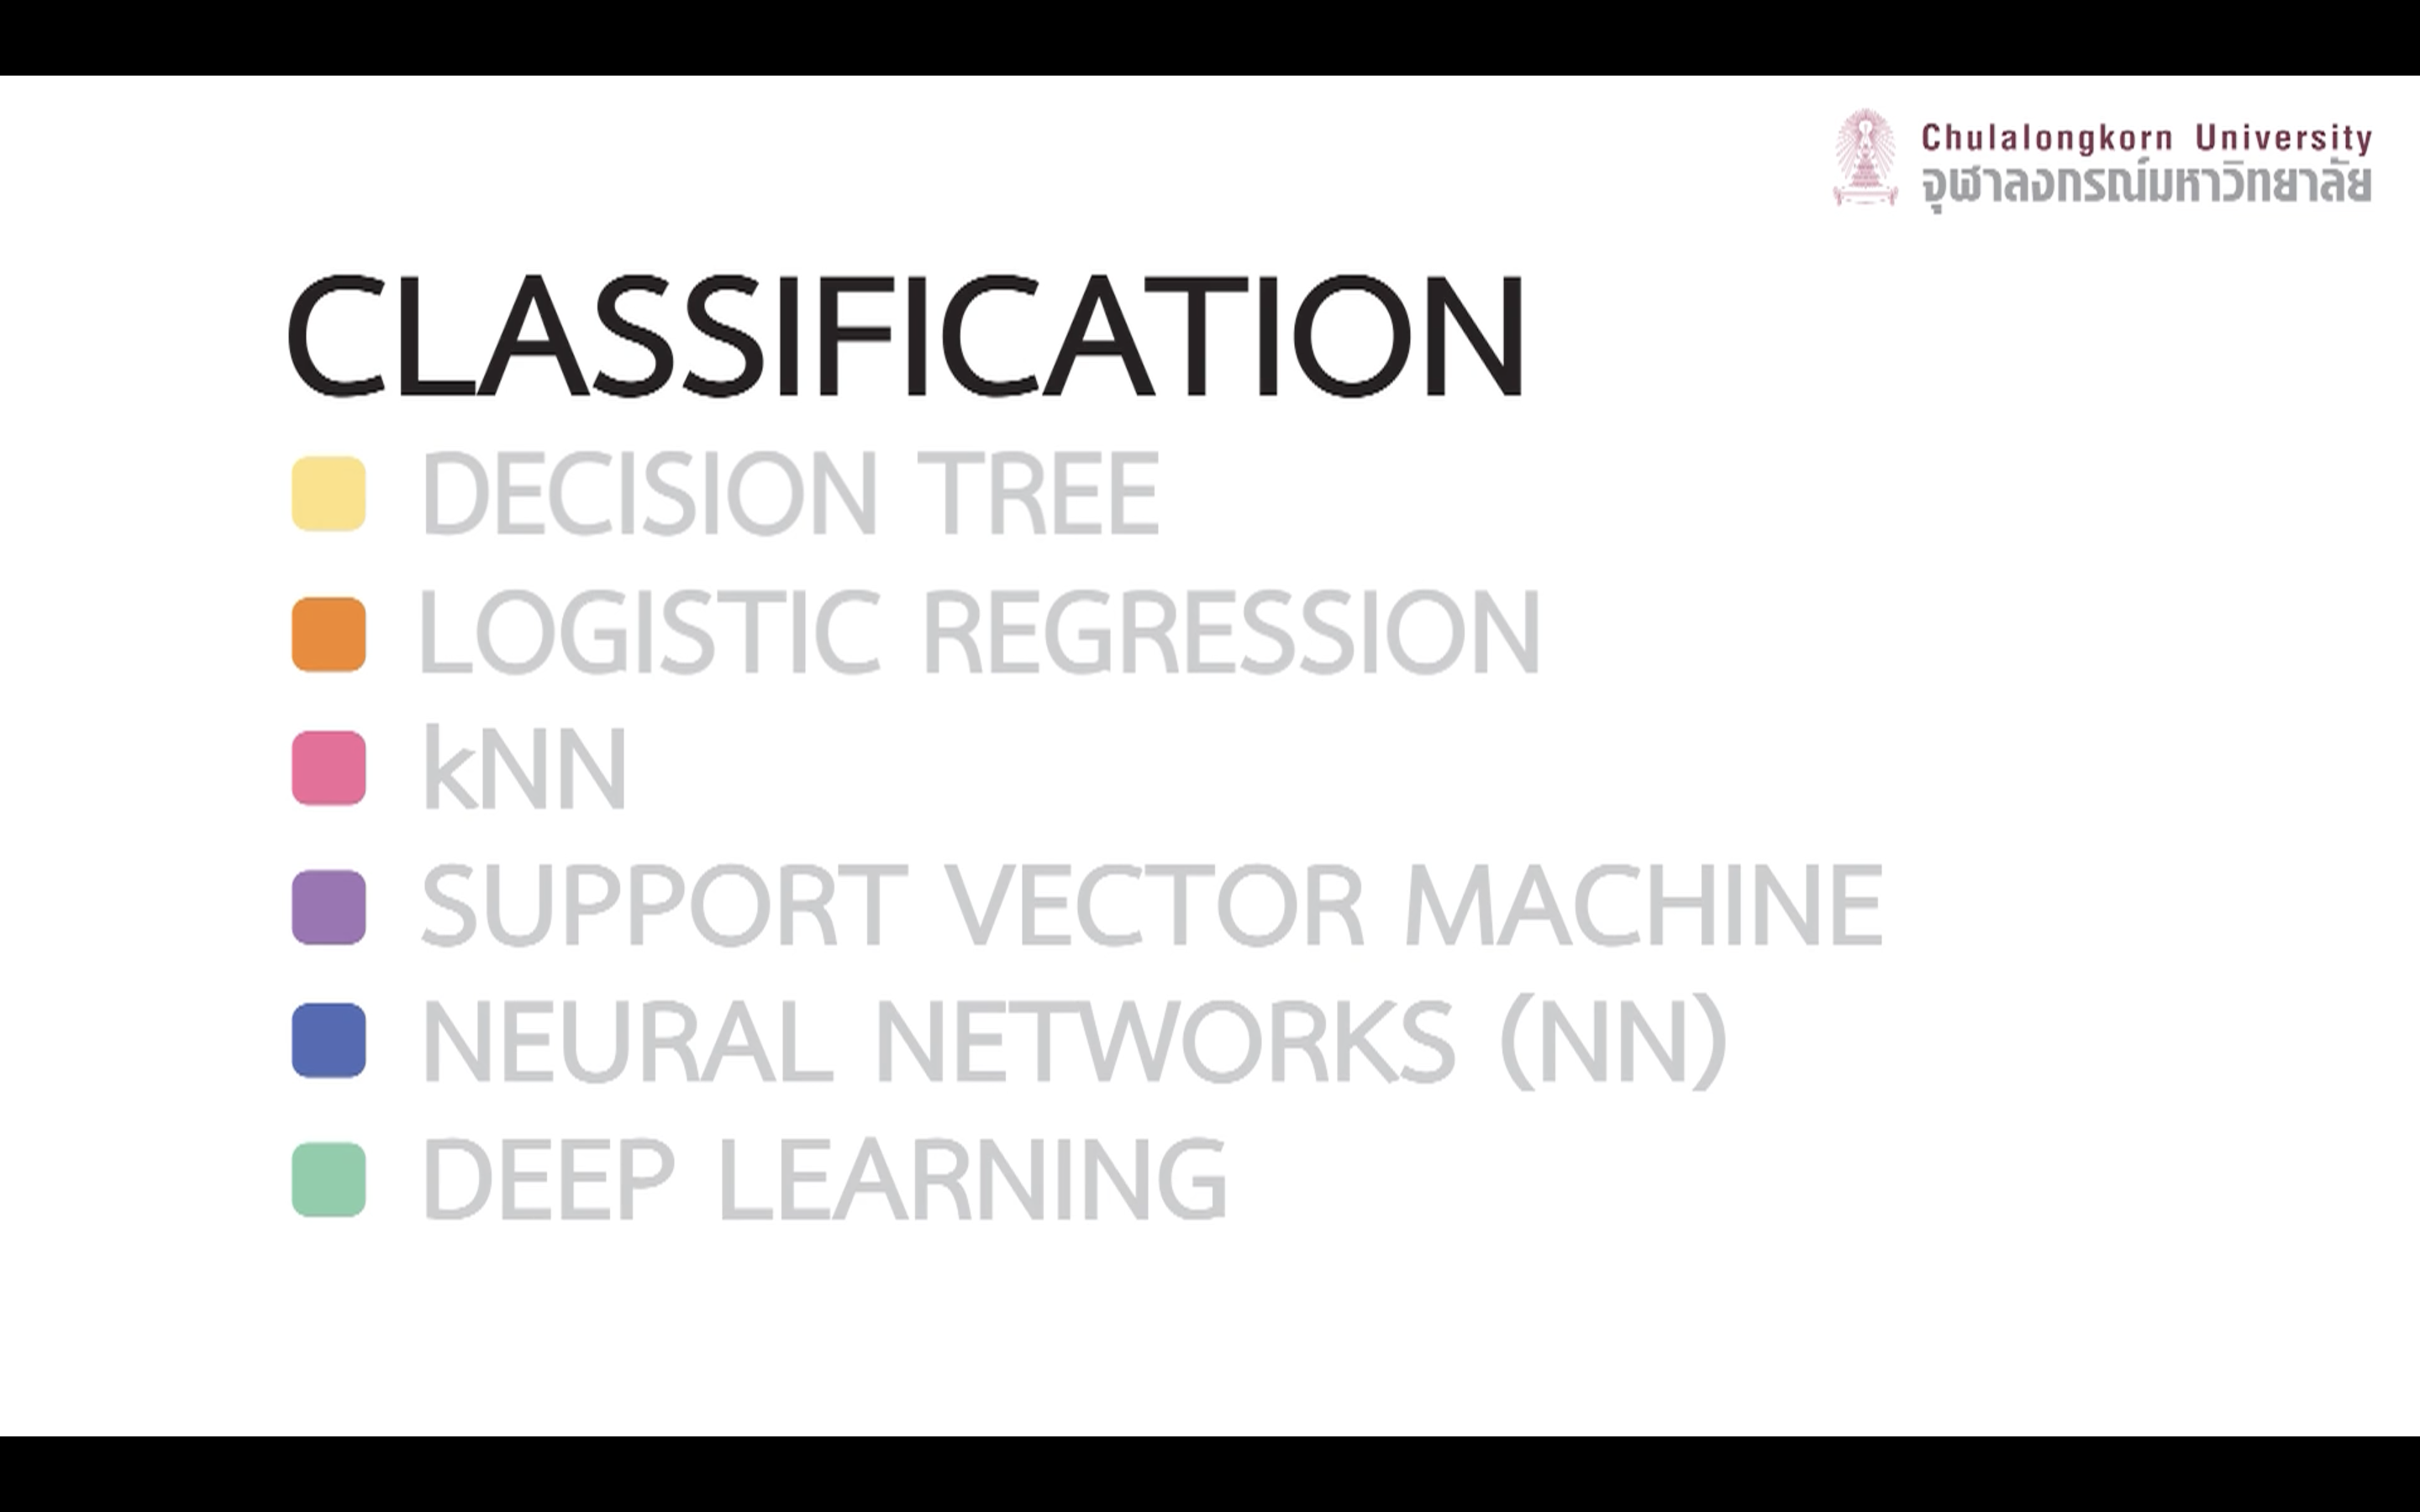 Chulalongkorn University
จุฬาลงกรณ์มหาวิทยาลัย
CLASSIFICATION
DECISION TREE
LOGISTIC REGRESSION
kNN
SUPPORT VECTOR MACHINE
NEURAL NETWORKS (NN)
DEEP LEARNING